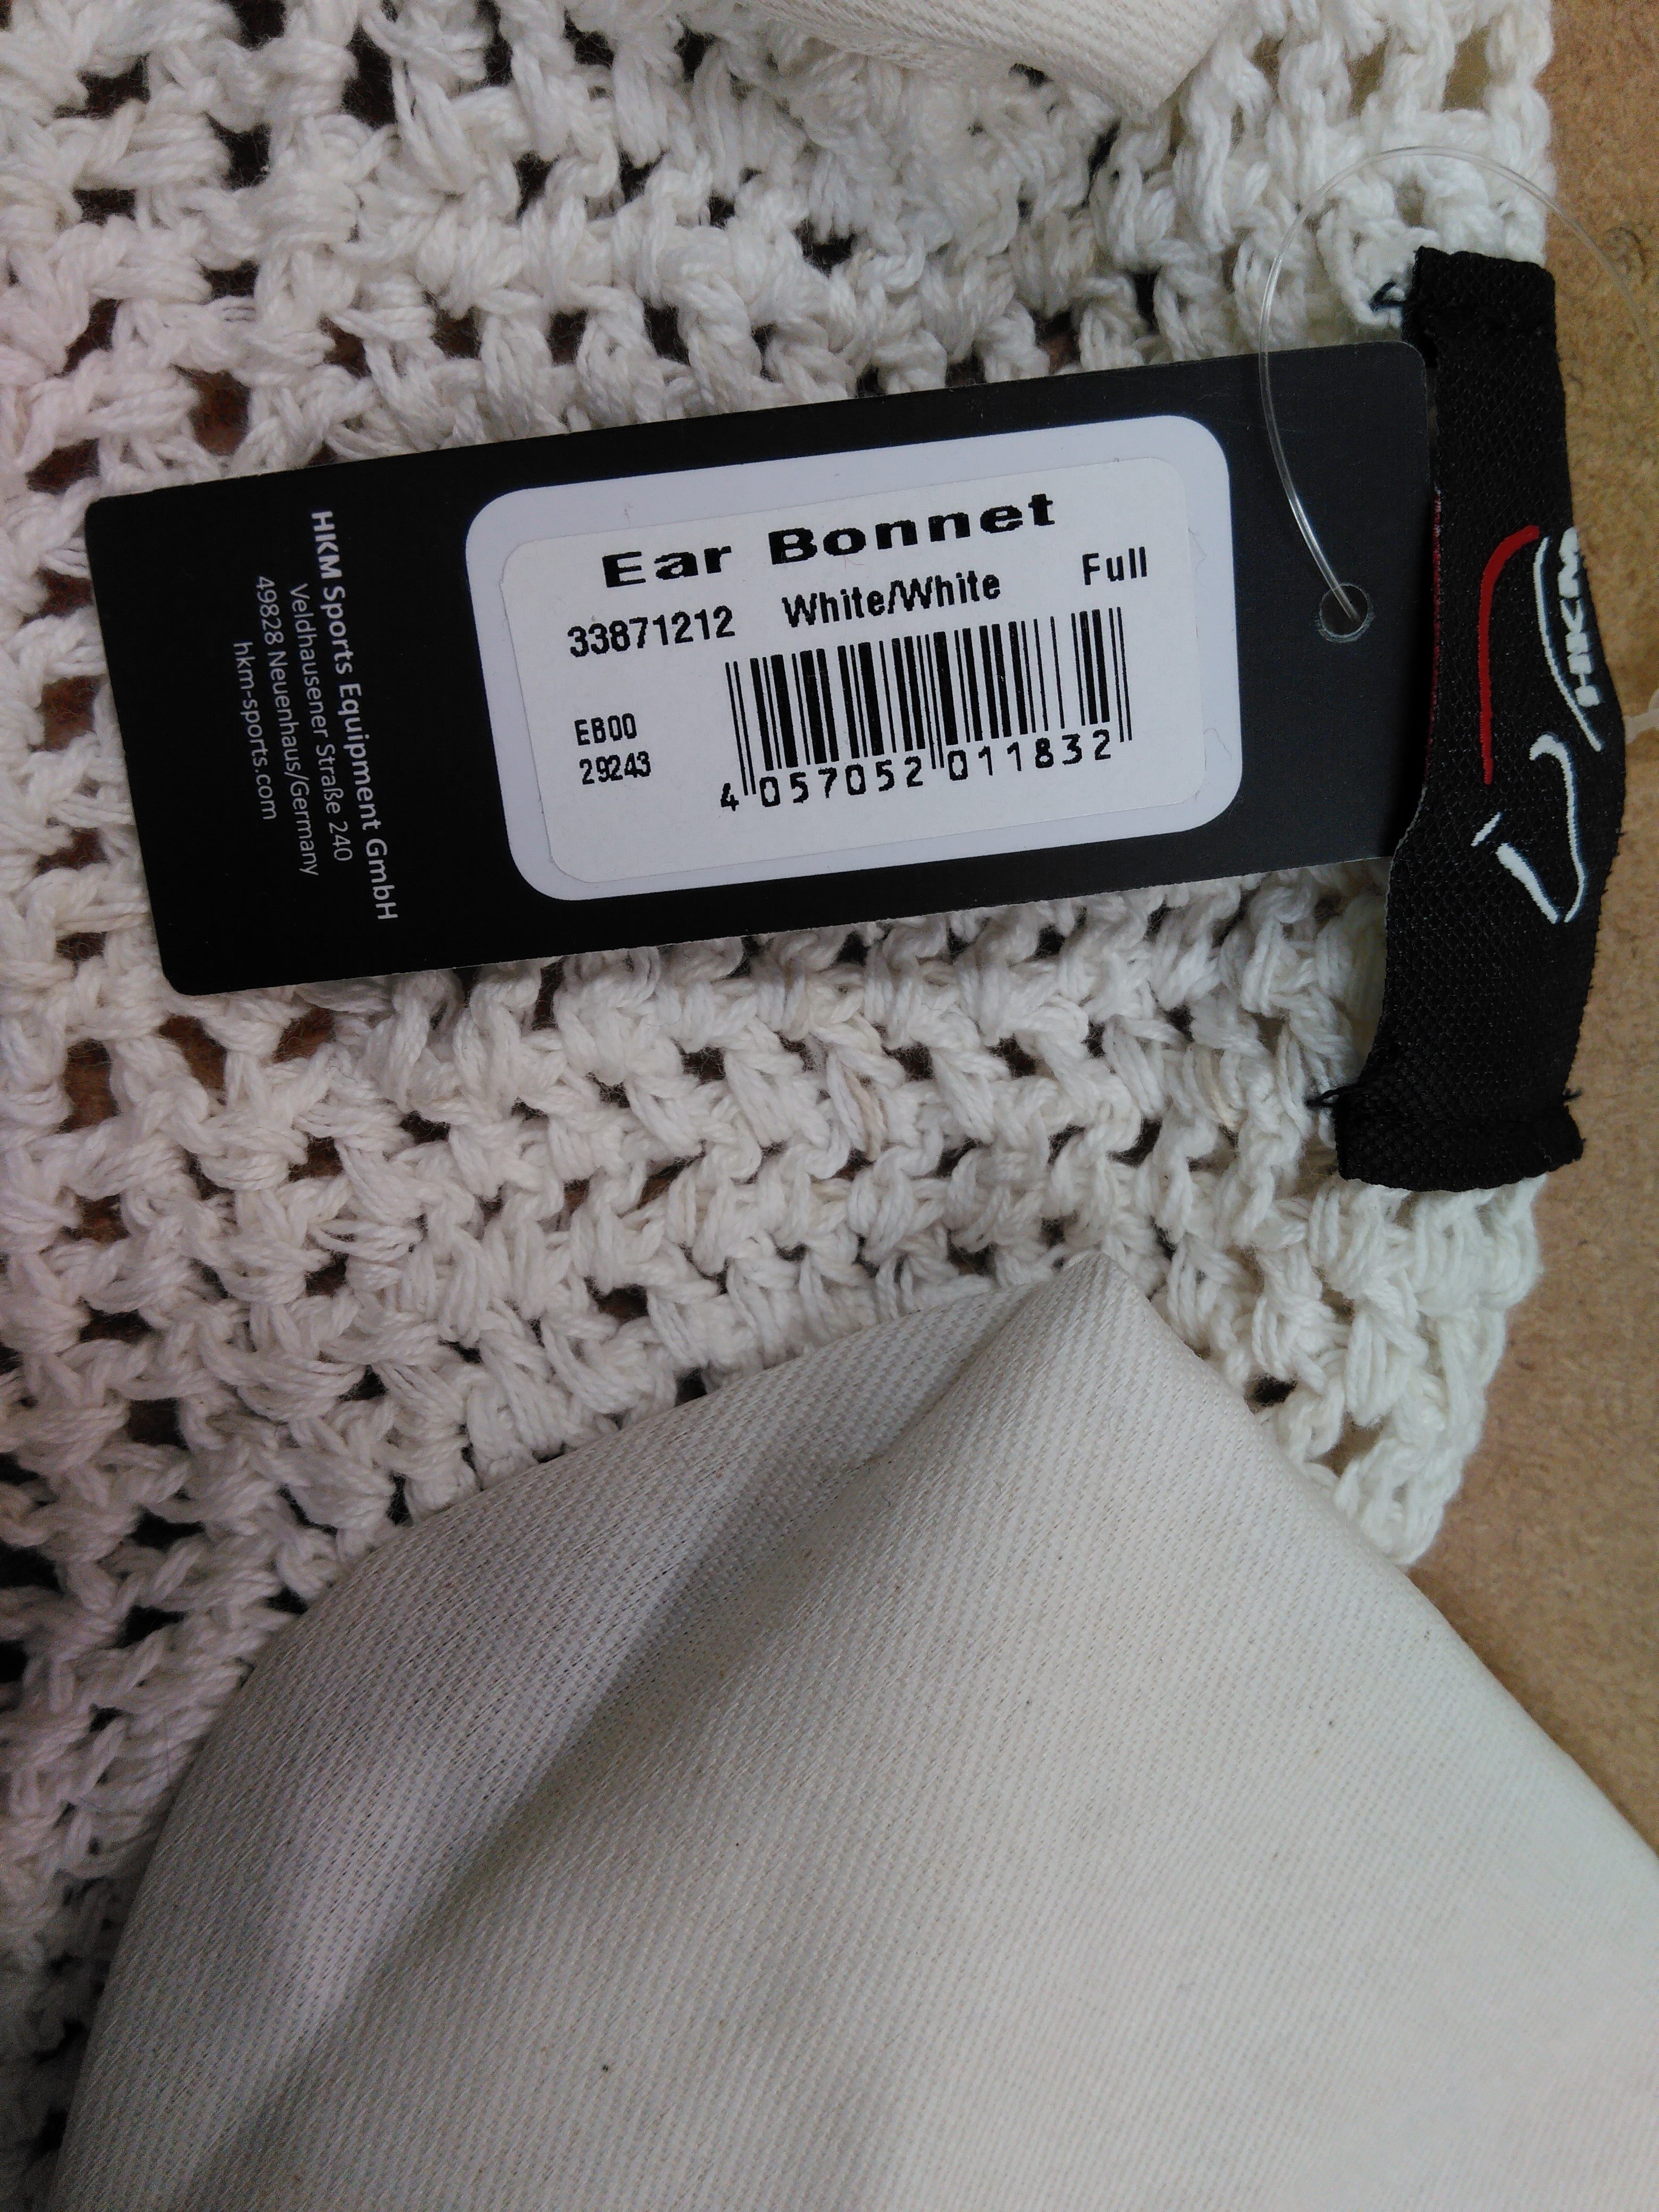 Ear Bonnet
33871212 White/White Full
EB00
29243
4 057052 011832
HKM Sports Equipment GmbH
Veldhausener Straße 240
49828 Neuenhaus/Germany
hkm-sports.com
HKM